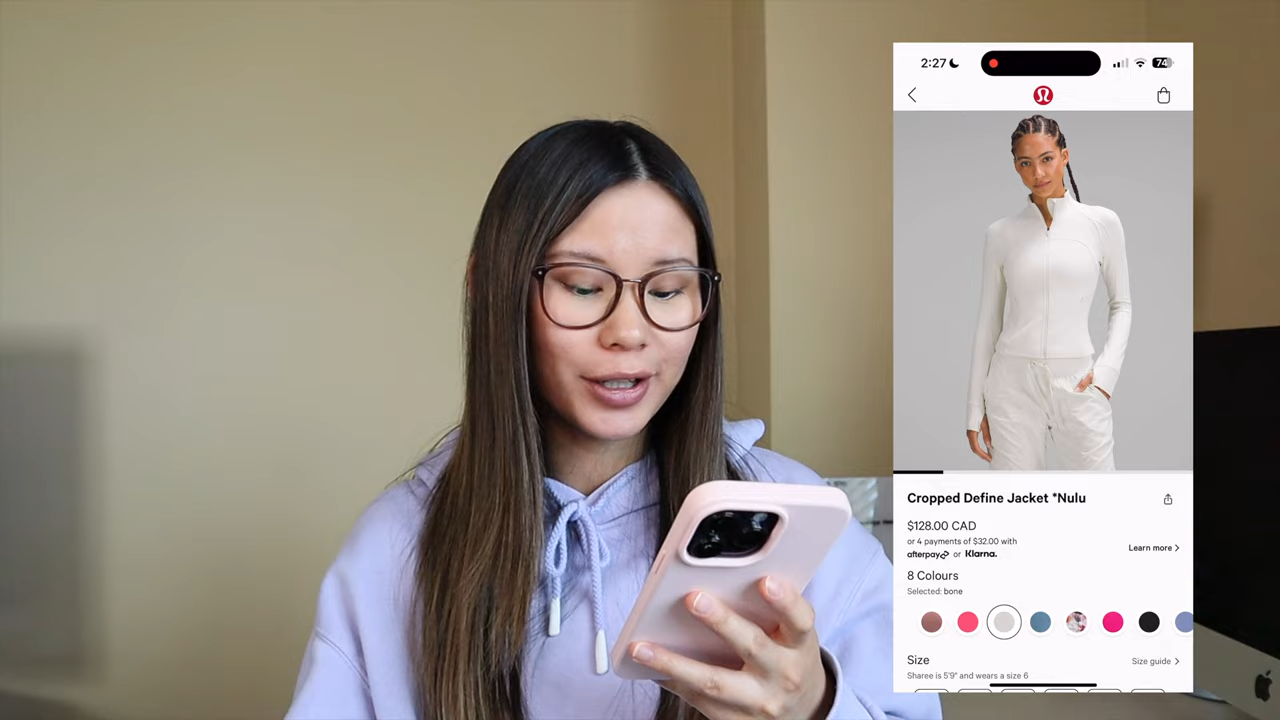 2:27
74
Cropped Define Jacket *Nulu
$128.00 CAD
or 4 payments of $32.00 with
afterpay or Klarna.
Learn more
8 Colours
Selected: bone
Size
Size guide
Sharee is 5'9" and wears a size 6